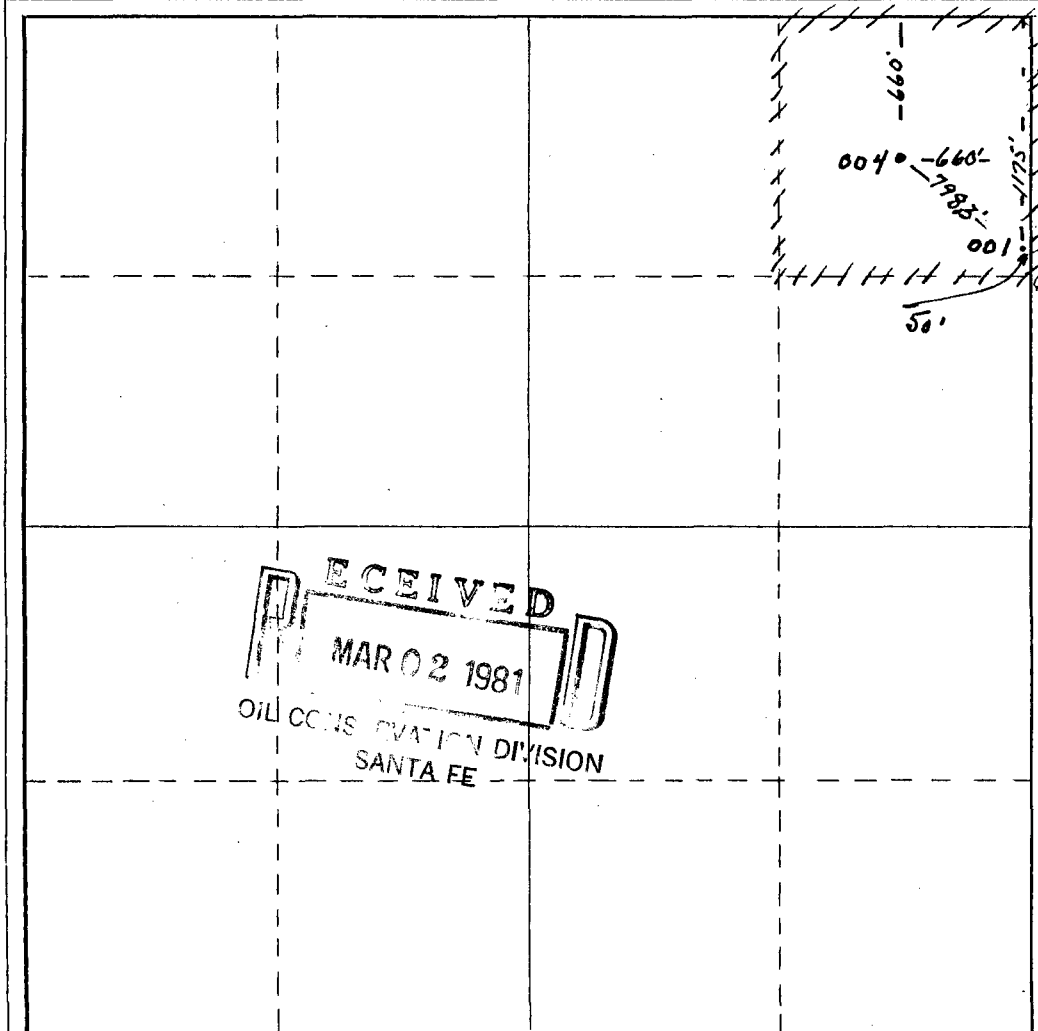 -660'-
004 -660'-
-1175'-
001
50'
RECEIVED
MAR 02 1981
OIL CONSERVATION DIVISION
SANTA FE